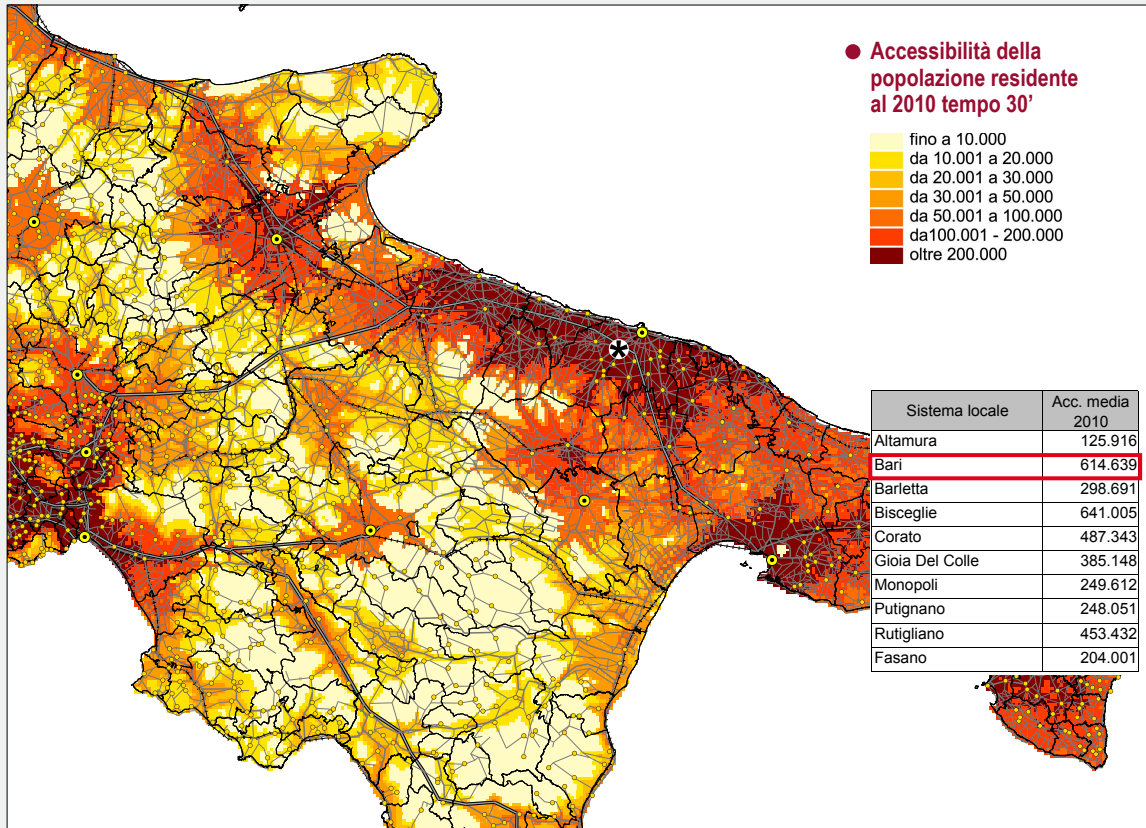 ● Accessibilità della
popolazione residente
al 2010 tempo 30'
fino a 10.000
da 10.001 a 20.000
da 20.001 a 30.000
da 30.001 a 50.000
da 50.001 a 100.000
da100.001 - 200.000
oltre 200.000
*
Sistema locale Acc. media 2010
Altamura 125.916
Bari 614.639
Barletta 298.691
Bisceglie 641.005
Corato 487.343
Gioia Del Colle 385.148
Monopoli 249.612
Putignano 248.051
Rutigliano 453.432
Fasano 204.001